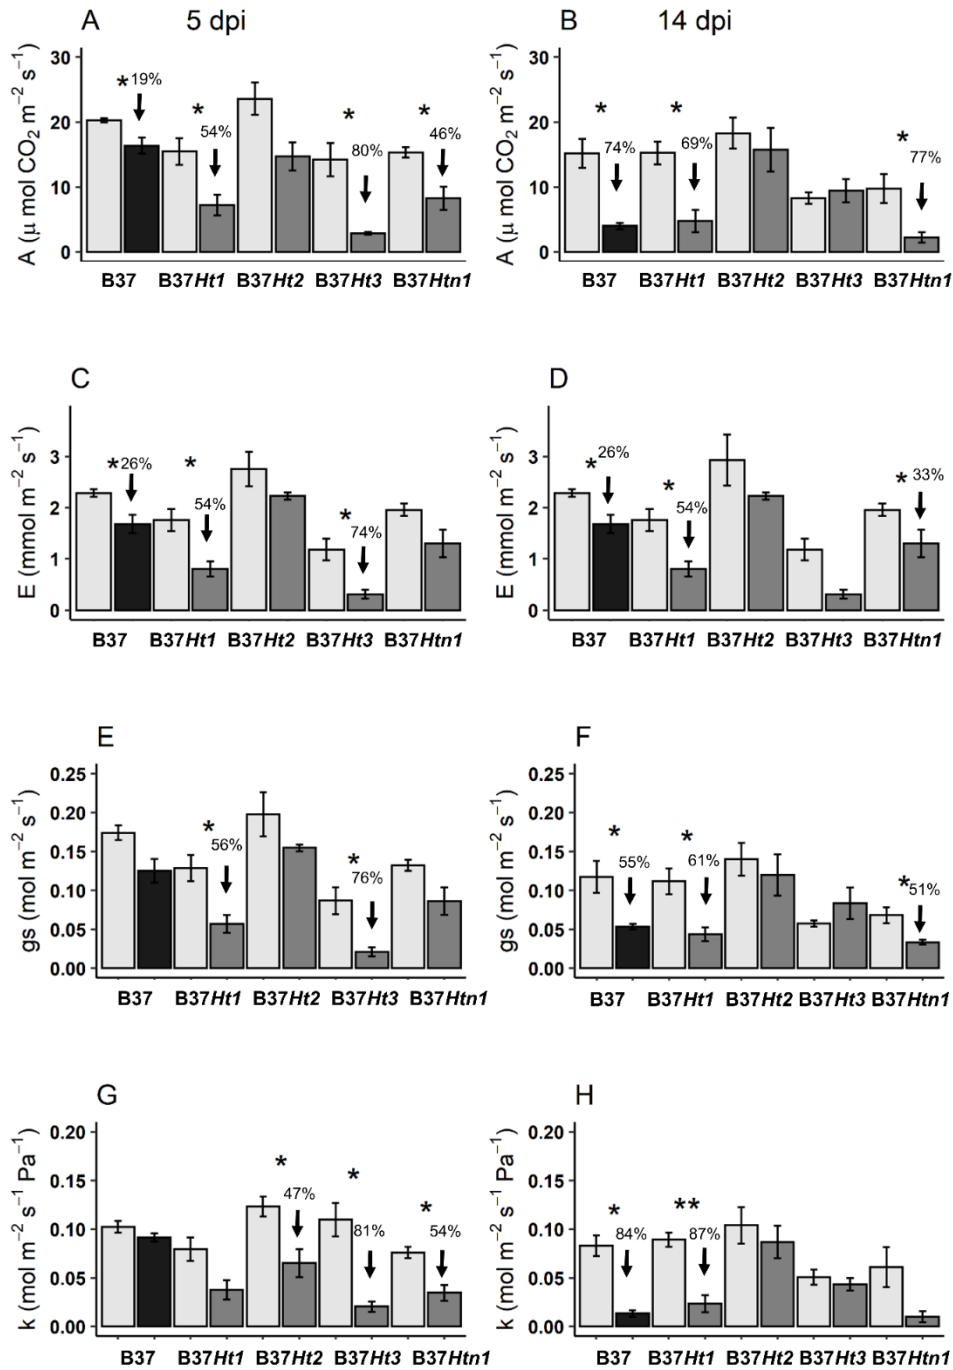 A 5 dpi
B 14 dpi
A (μ mol CO₂ m⁻² s⁻¹)
30
20
10
0
* 19%
* 54%
* 80%
* 46%
B37 B37Ht1 B37Ht2 B37Ht3 B37Htn1
A (μ mol CO₂ m⁻² s⁻¹)
30
20
10
0
* 74%
* 69%
* 77%
B37 B37Ht1 B37Ht2 B37Ht3 B37Htn1
C
E (mmol m⁻² s⁻¹)
3
2
1
0
* 26%
* 54%
* 74%
B37 B37Ht1 B37Ht2 B37Ht3 B37Htn1
D
E (mmol m⁻² s⁻¹)
3
2
1
0
* 26%
* 54%
* 33%
B37 B37Ht1 B37Ht2 B37Ht3 B37Htn1
E
gs (mol m⁻² s⁻¹)
0.25
0.20
0.15
0.10
0.05
0.00
* 56%
* 76%
B37 B37Ht1 B37Ht2 B37Ht3 B37Htn1
F
gs (mol m⁻² s⁻¹)
0.25
0.20
0.15
0.10
0.05
0.00
* 55%
* 61%
* 51%
B37 B37Ht1 B37Ht2 B37Ht3 B37Htn1
G
k (mol m⁻² s⁻¹ Pa⁻¹)
0.20
0.15
0.10
0.05
0.00
* 47%
* 81%
* 54%
B37 B37Ht1 B37Ht2 B37Ht3 B37Htn1
H
k (mol m⁻² s⁻¹ Pa⁻¹)
0.20
0.15
0.10
0.05
0.00
* 84%
** 87%
B37 B37Ht1 B37Ht2 B37Ht3 B37Htn1